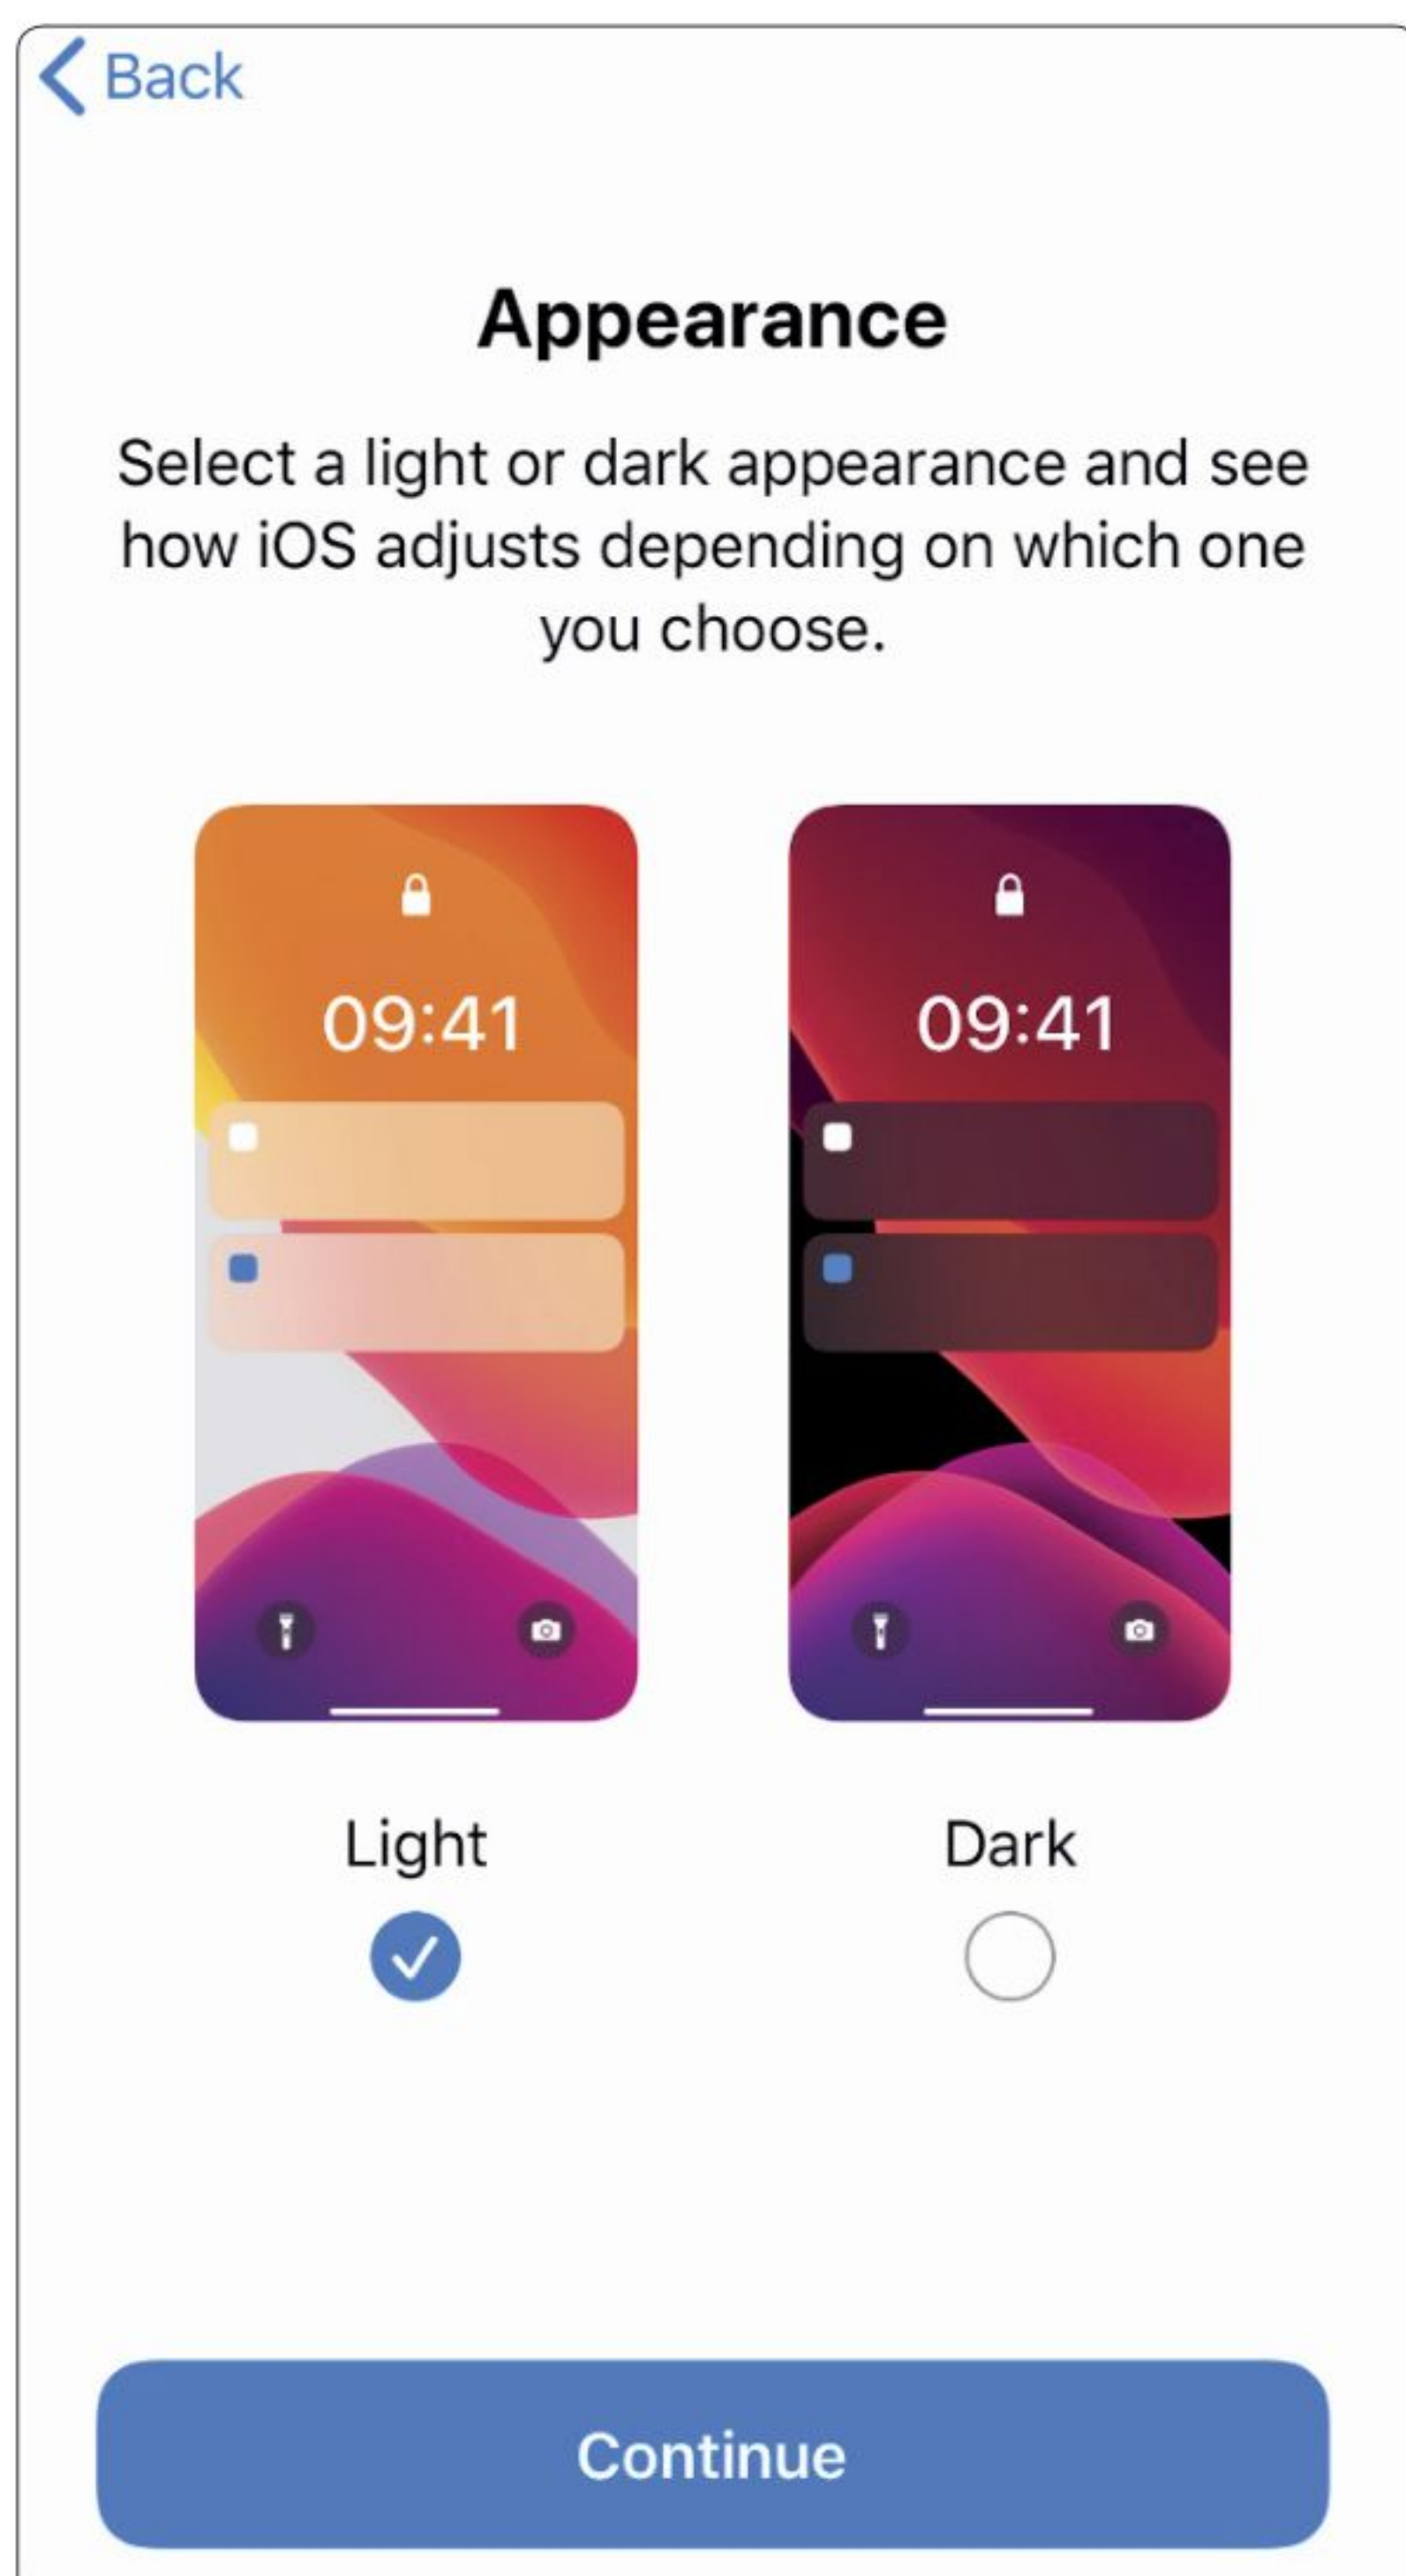 Back
Appearance
Select a light or dark appearance and see
how iOS adjusts depending on which one
you choose.
09:41
09:41
Light
Dark
Continue